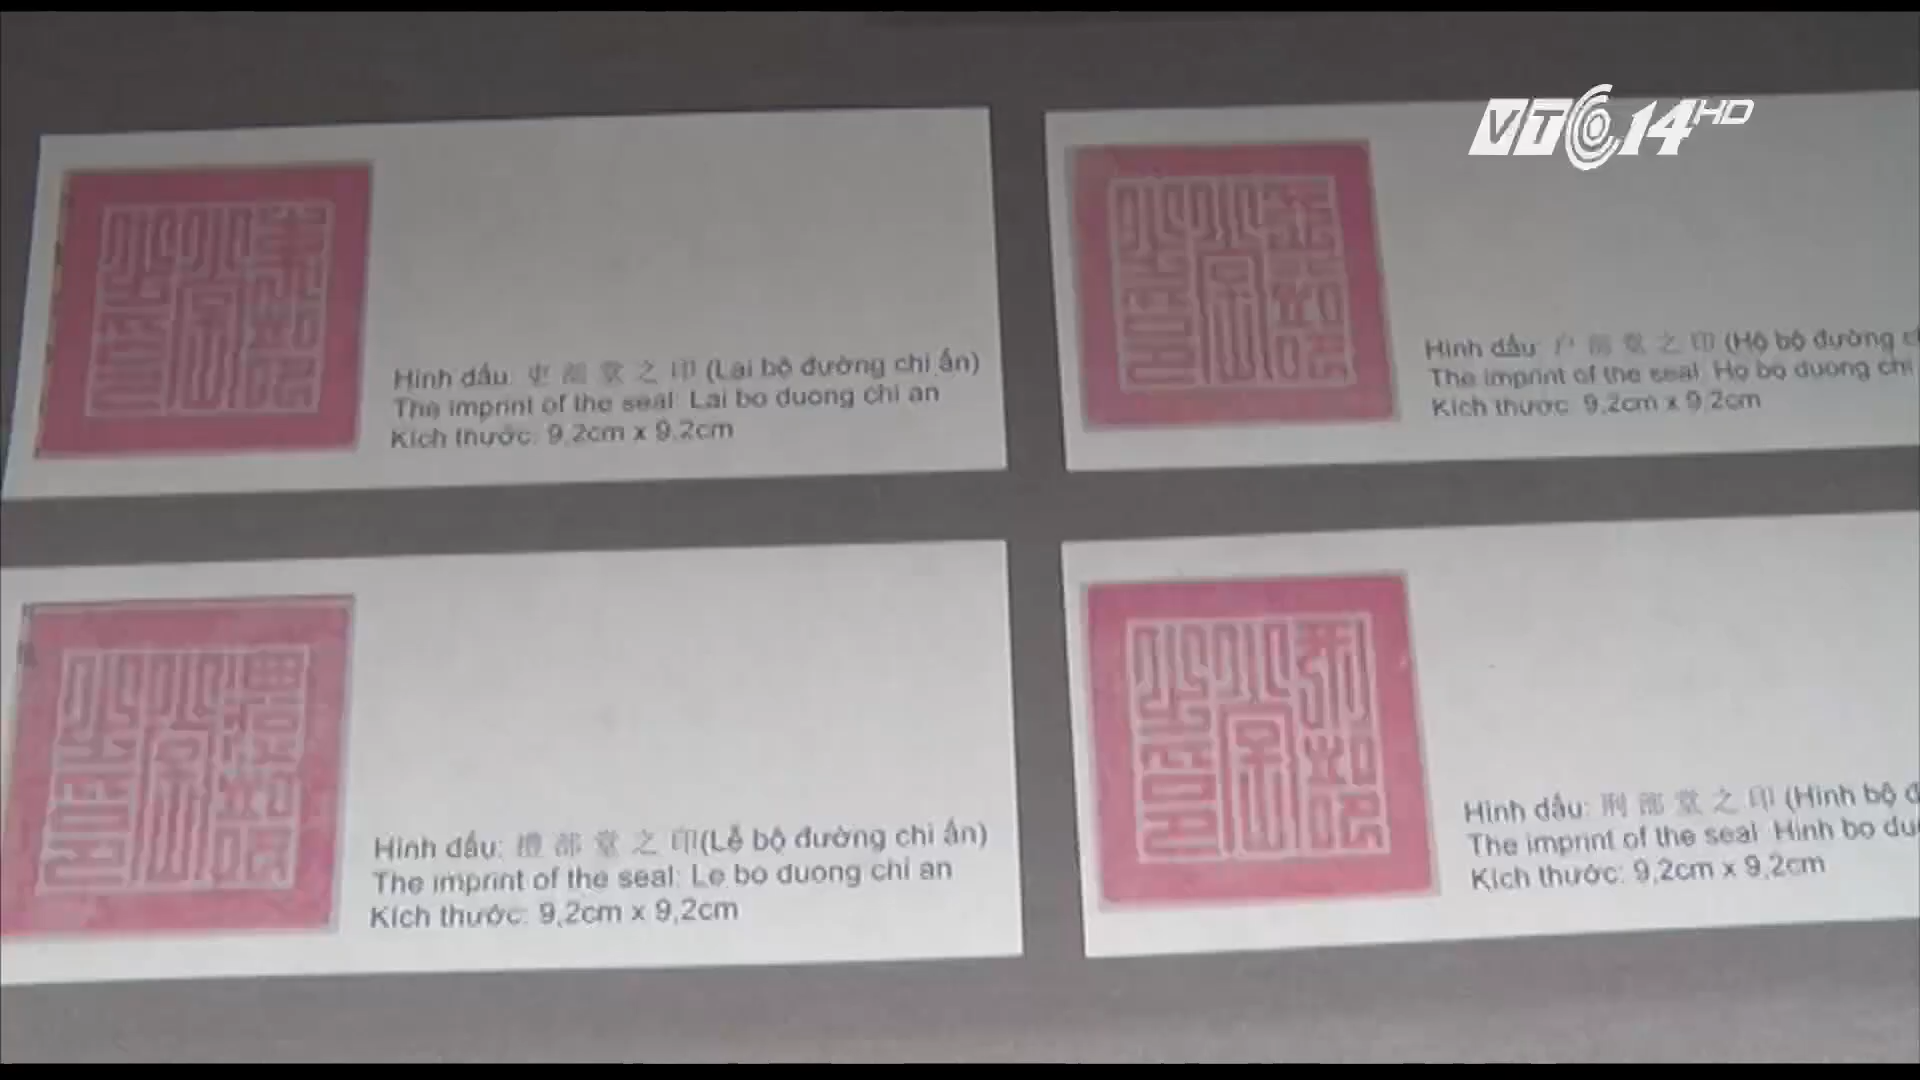 VTC14 HD
Hình dấu: 吏部堂之印 (Lại bộ đường chi ấn)
The imprint of the seal: Lai bo duong chi an
Kích thước: 9,2cm x 9,2cm
Hình dấu: 户部堂之印 (Hộ bộ đường
The imprint of the seal: Ho bo duong chi
Kích thước: 9,2cm x 9,2cm
Hình dấu: 禮部堂之印(Lễ bộ đường chi ấn)
The imprint of the seal: Le bo duong chi an
Kích thước: 9,2cm x 9,2cm
Hình dấu: 刑部堂之印 (Hình bộ
The imprint of the seal: Hinh bo
Kích thước: 9,2cm x 9,2cm